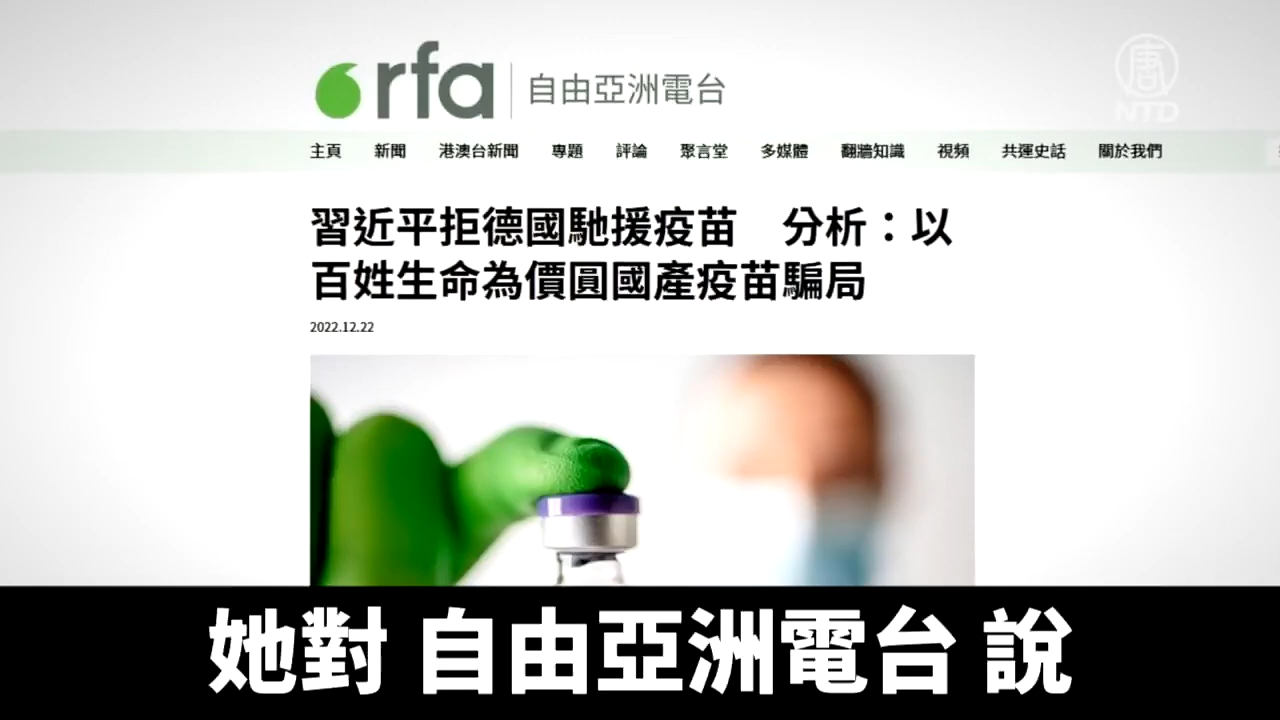 rfa 自由亞洲電台
唐
NTD
主頁 新聞 港澳台新聞 專題 評論 聚言堂 多媒體 翻牆知識 視頻 共運史話 關於我們
習近平拒德國馳援疫苗 分析：以
百姓生命為價圓國產疫苗騙局
2022.12.22
她對 自由亞洲電台 說